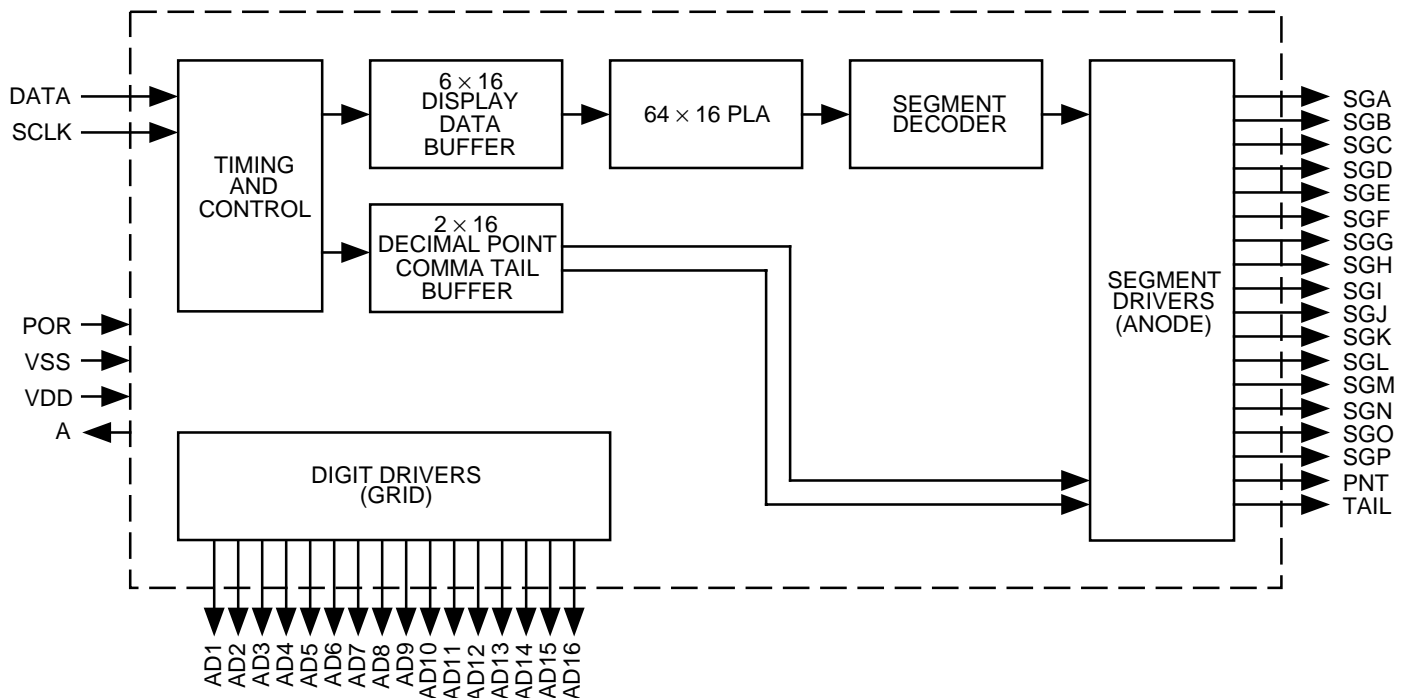 DATA
SCLK
POR
VSS
VDD
A
TIMING
AND
CONTROL
6 × 16
DISPLAY
DATA
BUFFER
2 × 16
DECIMAL POINT
COMMA TAIL
BUFFER
64 × 16 PLA
SEGMENT
DECODER
SEGMENT
DRIVERS
(ANODE)
SGA
SGB
SGC
SGD
SGE
SGF
SGG
SGH
SGI
SGJ
SGK
SGL
SGM
SGN
SGO
SGP
PNT
TAIL
DIGIT DRIVERS
(GRID)
AD1
AD2
AD3
AD4
AD5
AD6
AD7
AD8
AD9
AD10
AD11
AD12
AD13
AD14
AD15
AD16